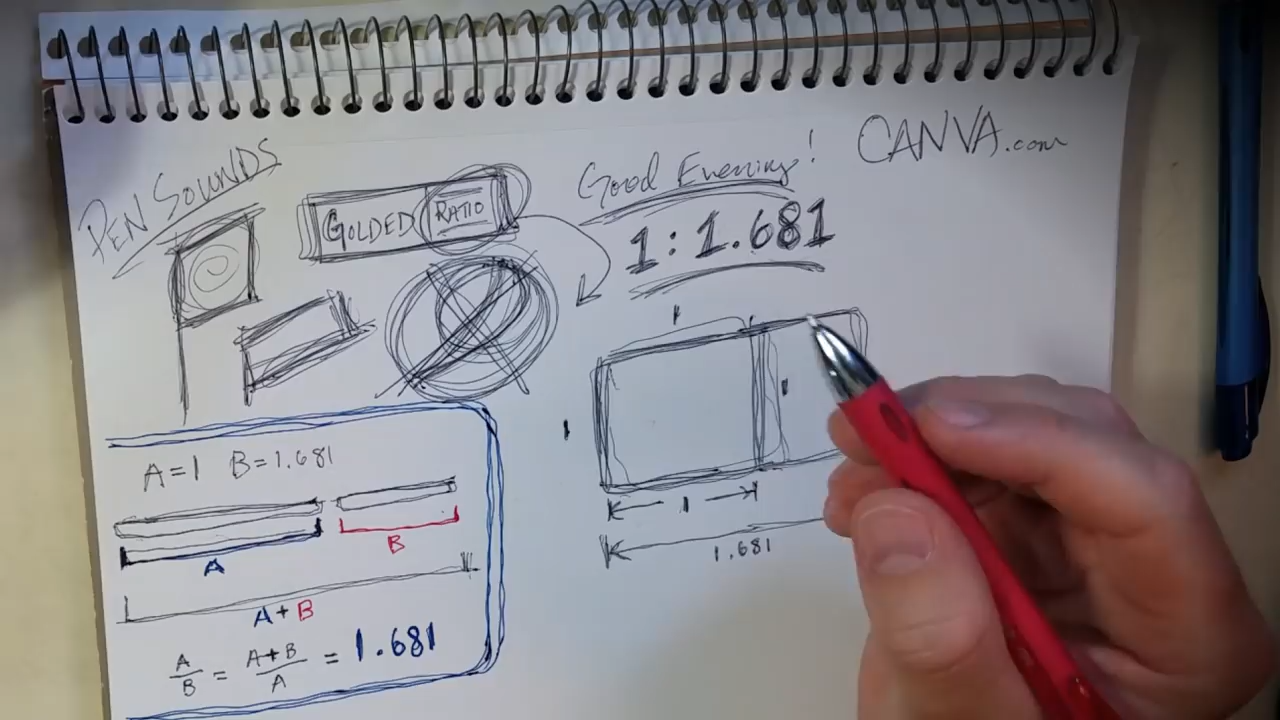 PEN SOUNDS
GOLDED RATIO
Good Evening!
CANVA.com
1:1.681
A=1 B=1.681
A
B
A+B
A/B = A+B/A = 1.681
1
1
1
1
1.681